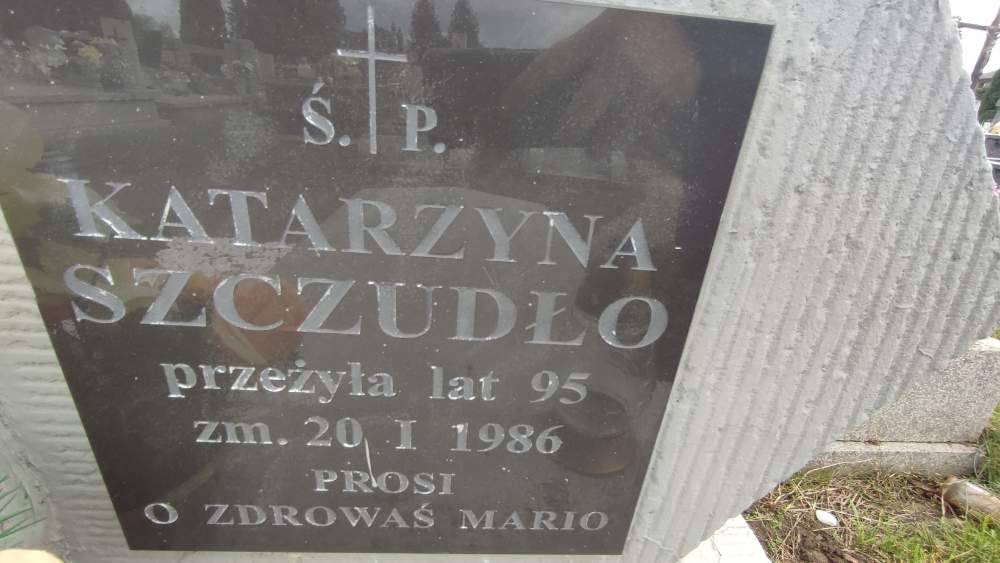 Ś. P.
KATARZYNA
SZCZUDŁO
przeżyła lat 95
zm. 20 I 1986
PROSI
O ZDROWAŚ MARIO